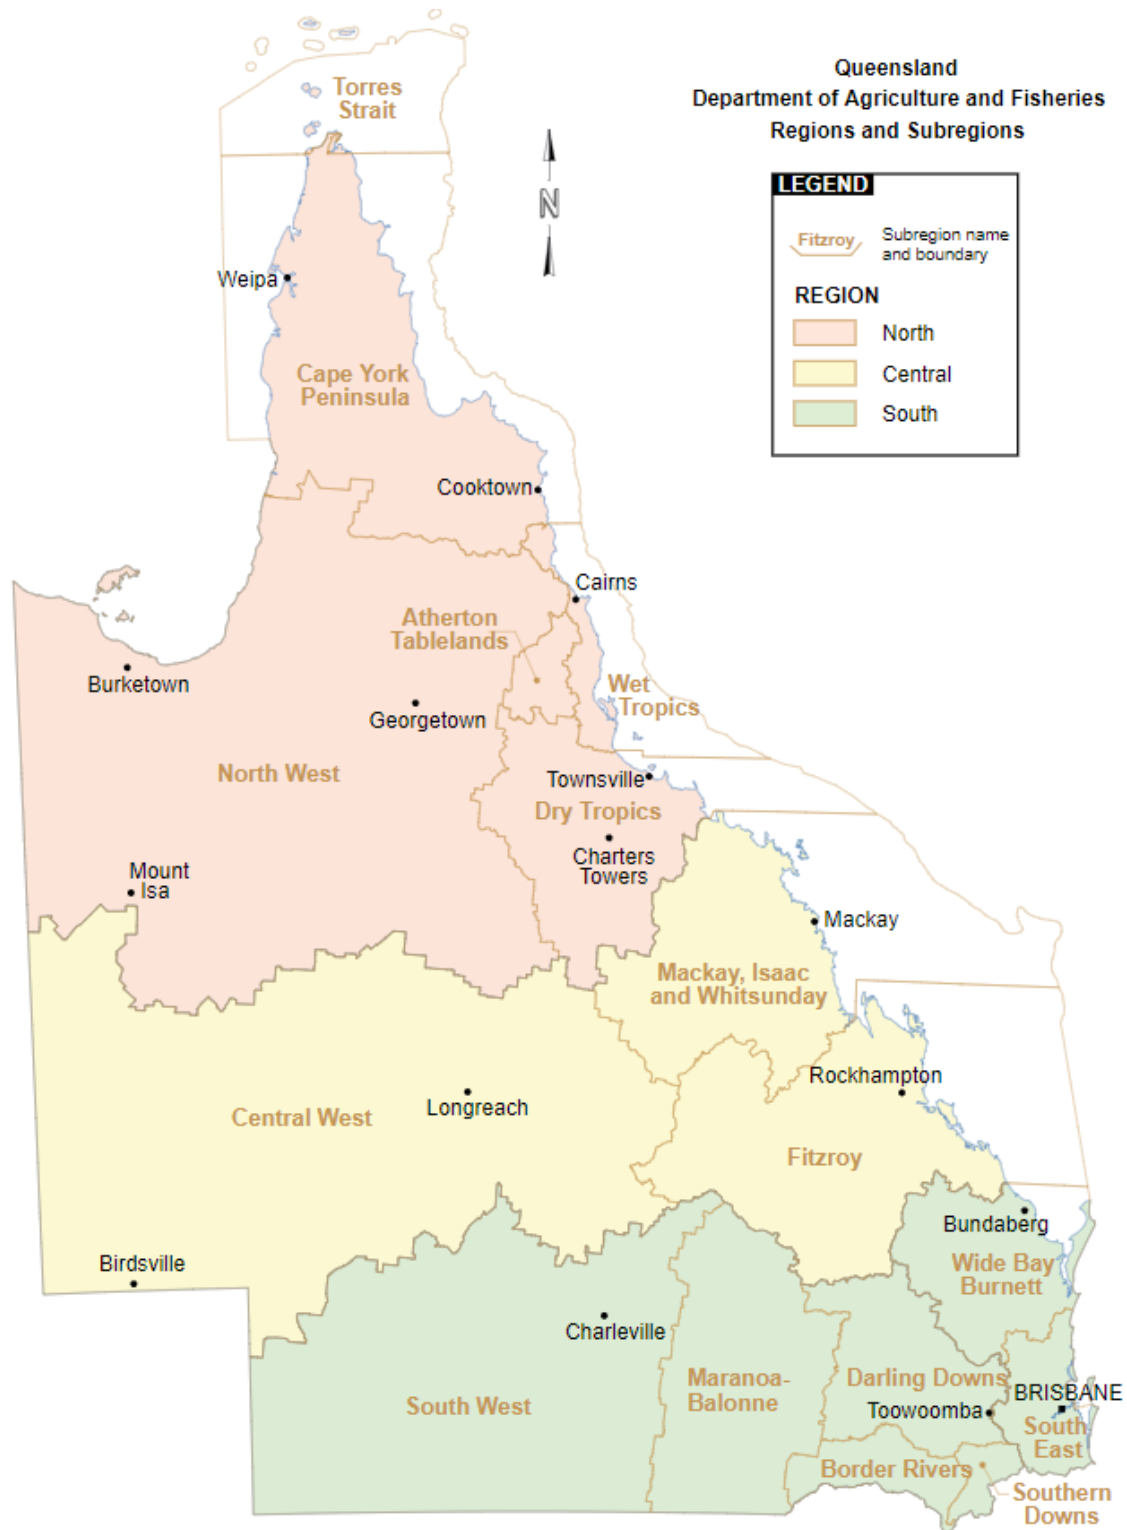 Queensland
Department of Agriculture and Fisheries
Regions and Subregions
LEGEND
Fitzroy
Subregion name
and boundary
REGION
North
Central
South
Torres
Strait
N
Weipa
Cape York
Peninsula
Cooktown
Cairns
Atherton
Tablelands
Burketown
Wet
Tropics
Georgetown
North West
Townsville
Dry Tropics
Charters
Towers
Mount
Isa
Mackay
Mackay, Isaac
and Whitsunday
Rockhampton
Longreach
Central West
Fitzroy
Bundaberg
Birdsville
Wide Bay
Burnett
Charleville
Maranoa-
Balonne
Darling Downs
BRISBANE
South West
Toowoomba
South
East
Border Rivers
Southern
Downs